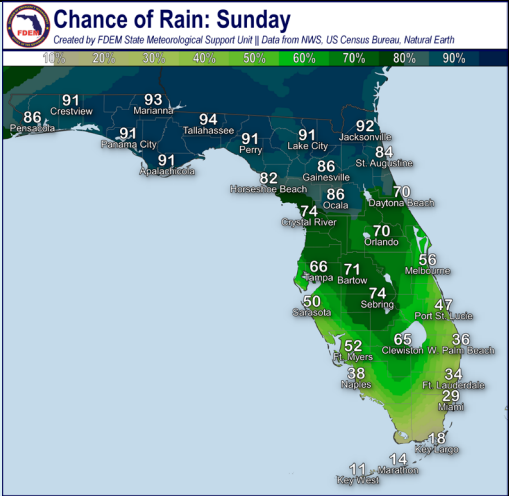 FDEM
Chance of Rain: Sunday
Created by FDEM State Meteorological Support Unit || Data from NWS, US Census Bureau, Natural Earth
10% 20% 30% 40% 50% 60% 70% 80% 90%
91
Crestview
93
Marianna
86
Pensacola
94
Tallahassee
91
Panama City
91
Perry
91
Lake City
92
Jacksonville
91
Apalachicola
84
St. Augustine
86
Gainesville
82
Horseshoe Beach
86
Ocala
70
Daytona Beach
74
Crystal River
70
Orlando
66
Tampa
71
Bartow
56
Melbourne
74
Sebring
50
Sarasota
47
Port St. Lucie
52
Ft. Myers
65
Clewiston
36
W. Palm Beach
38
Naples
34
Ft. Lauderdale
29
Miami
18
Key Largo
14
Marathon
11
Key West